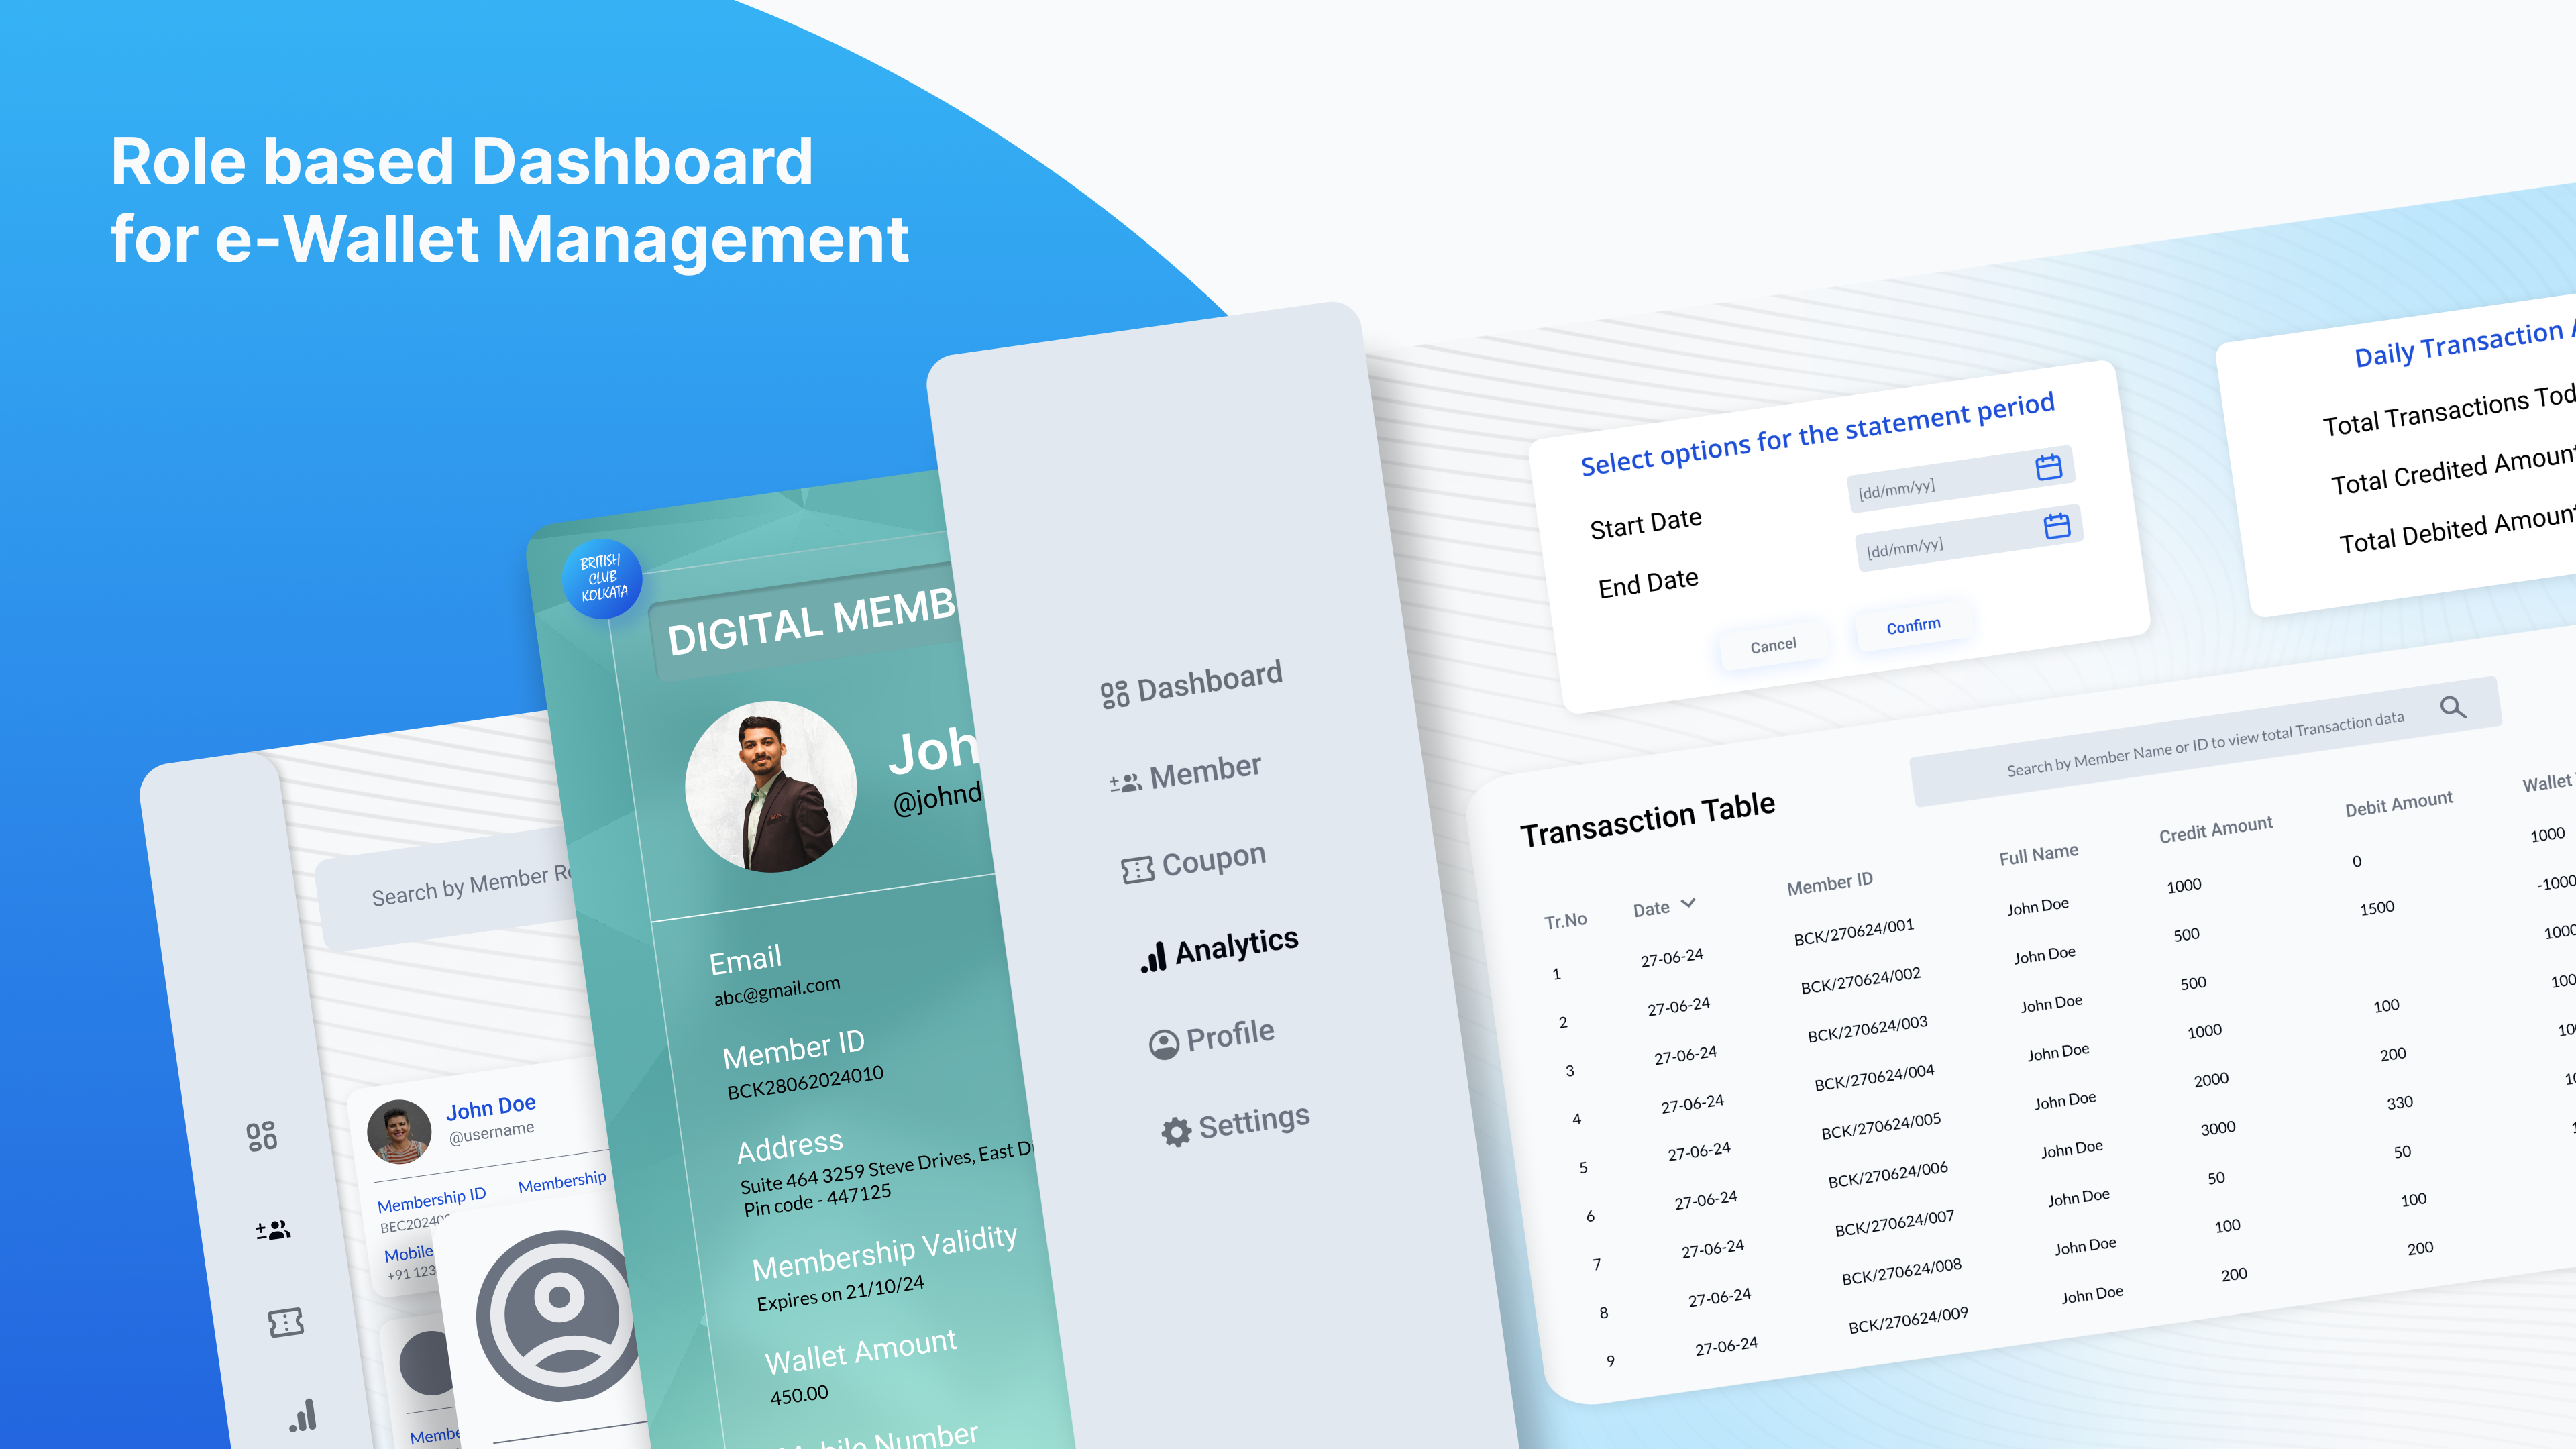 Role based Dashboard
for e-Wallet Management
Search by Member
John Doe
@username
Membership ID Membership
Mobile
+91 123
BRITISH
CLUB
KOLKATA
DIGITAL MEMB
Joh
@johnd
Email
abc@gmail.com
Member ID
BCK28062024010
Address
Suite 464 3259 Steve Drives, East
Pin code - 447125
Membership Validity
Expires on 21/10/24
Wallet Amount
450.00
Mobile Number
Dashboard
Member
Coupon
Analytics
Profile
Settings
Select options for the statement period
Start Date [dd/mm/yy]
End Date [dd/mm/yy]
Cancel Confirm
Daily Transaction
Total Transactions Tod
Total Credited Amoun
Total Debited Amoun
Transasction Table
Search by Member Name or ID to view total Transaction data
Tr.No Date Member ID Full Name Credit Amount Debit Amount Wallet
1 27-06-24 BCK/270624/001 John Doe 1000 0 1000
2 27-06-24 BCK/270624/002 John Doe 500 1500 -1000
3 27-06-24 BCK/270624/003 John Doe 500 1000
4 27-06-24 BCK/270624/004 John Doe 1000 100 100
5 27-06-24 BCK/270624/005 John Doe 2000 200
6 27-06-24 BCK/270624/006 John Doe 3000 330
7 27-06-24 BCK/270624/007 John Doe 50 50
8 27-06-24 BCK/270624/008 John Doe 100 100
9 27-06-24 BCK/270624/009 John Doe 200 200